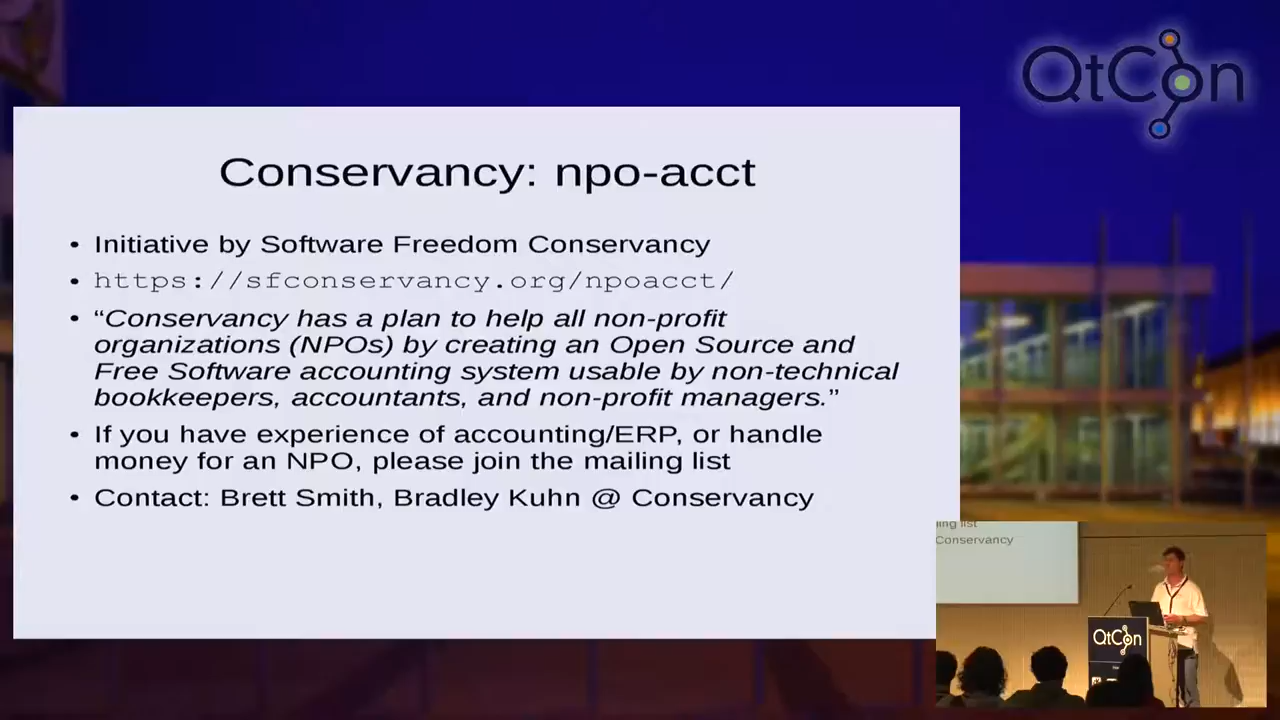 QtCon
Conservancy: npo-acct
• Initiative by Software Freedom Conservancy
• https://sfconservancy.org/npoacct/
• “Conservancy has a plan to help all non-profit
organizations (NPOs) by creating an Open Source and
Free Software accounting system usable by non-technical
bookkeepers, accountants, and non-profit managers.”
• If you have experience of accounting/ERP, or handle
money for an NPO, please join the mailing list
• Contact: Brett Smith, Bradley Kuhn @ Conservancy
ling list
Conservancy
QtCon